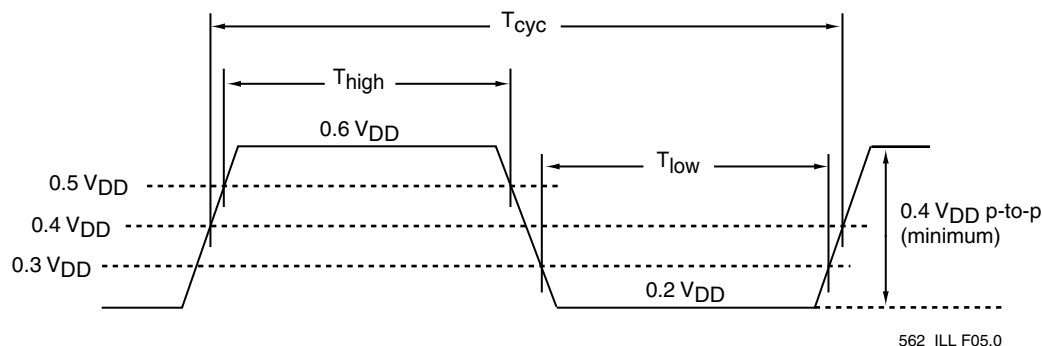 Tcyc
Thigh
0.6 VDD
Tlow
0.5 VDD
0.4 VDD
0.4 VDD p-to-p
(minimum)
0.3 VDD
0.2 VDD
562 ILL F05.0